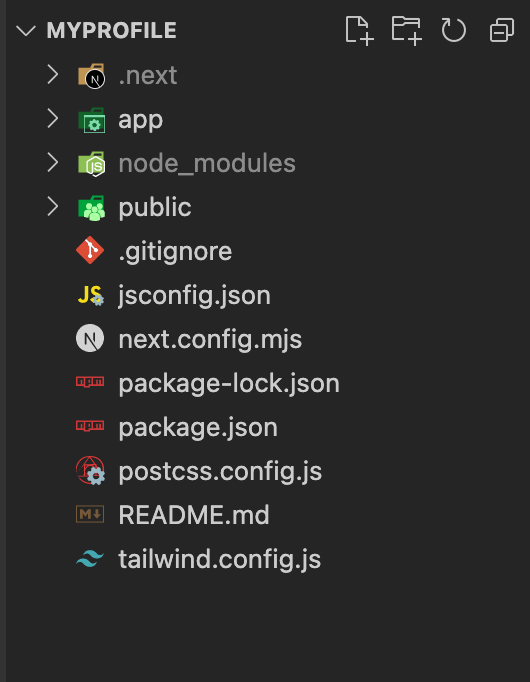 MYPROFILE
.next
app
node_modules
public
.gitignore
jsconfig.json
next.config.mjs
package-lock.json
package.json
postcss.config.js
README.md
tailwind.config.js